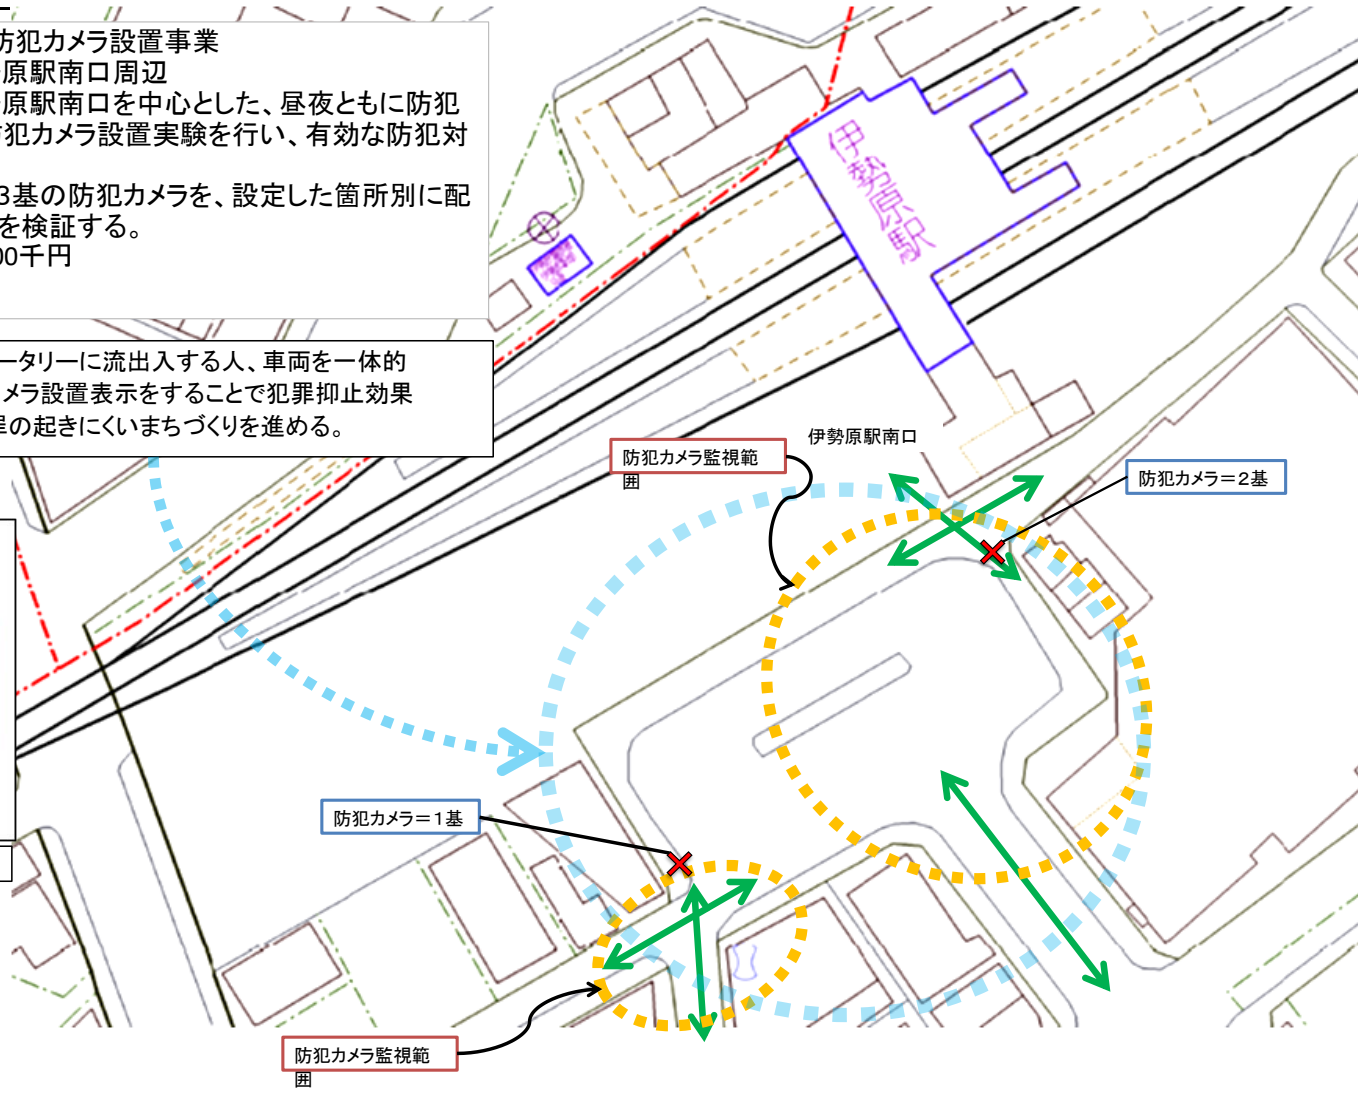 防犯カメラ設置事業
原駅南口周辺
原駅南口を中心とした、昼夜ともに防犯
防犯カメラ設置実験を行い、有効な防犯対
3基の防犯カメラを、設定した箇所別に配
を検証する。
00千円
ータリーに流出入する人、車両を一体的
メラ設置表示をすることで犯罪抑止効果
罪の起きにくいまちづくりを進める。
伊勢原駅
伊勢原駅南口
防犯カメラ監視範
囲
防犯カメラ=2基
防犯カメラ=1基
防犯カメラ監視範
囲